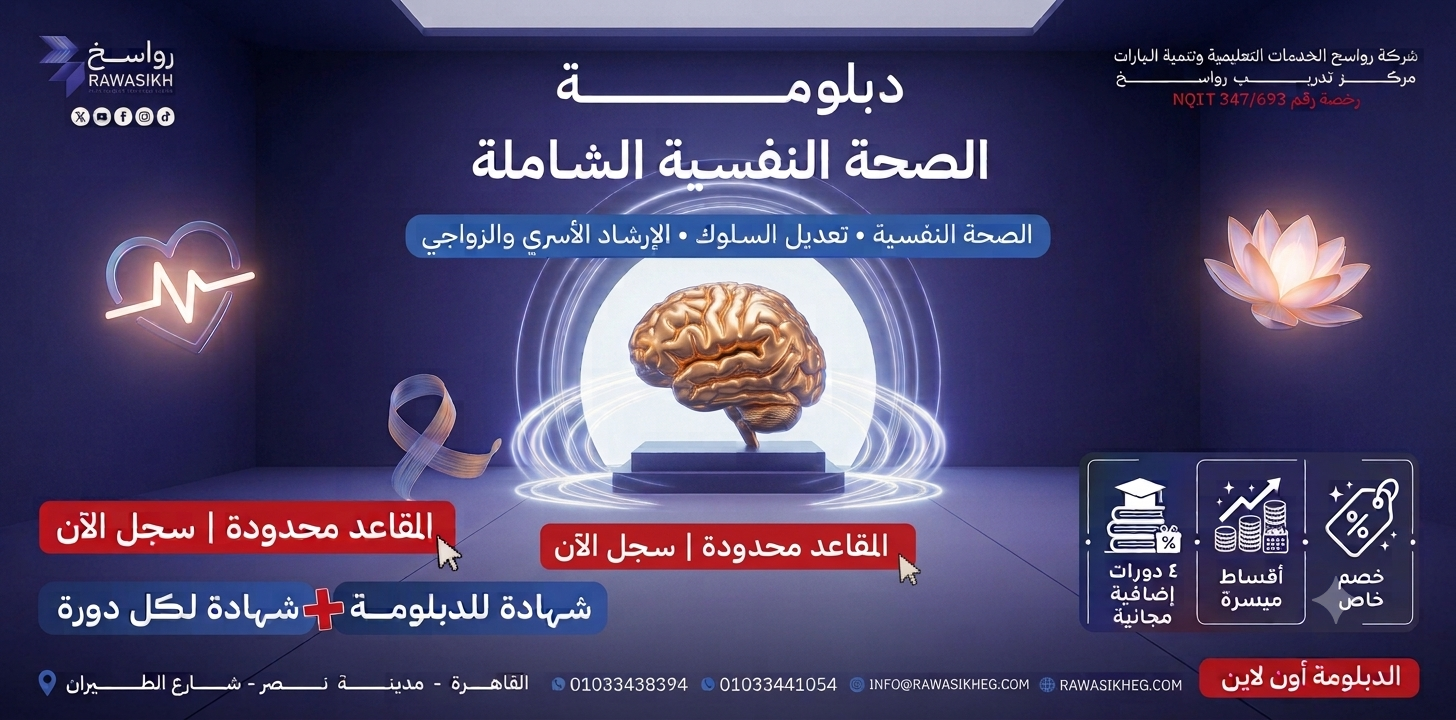 رواسخ
RAWASIKH
شركة رواسخ الخدمات التعليمية وتنمية البارات
مركز تدريب رواسخ
رخصة رقم NQIT 347/693
دبلومة
الصحة النفسية الشاملة
الصحة النفسية • تعديل السلوك • الإرشاد الأسري والزواجي
المقاعد محدودة | سجل الآن
المقاعد محدودة | سجل الآن
شهادة للدبلومة + شهادة لكل دورة
خصم خاص
أقساط ميسرة
٤ دورات إضافية مجانية
الدبلومة أون لاين
القاهرة - مدينة نصر - شارع الطيران
01033438394
01033441054
INFO@RAWASIKHEG.COM
RAWASIKHEG.COM